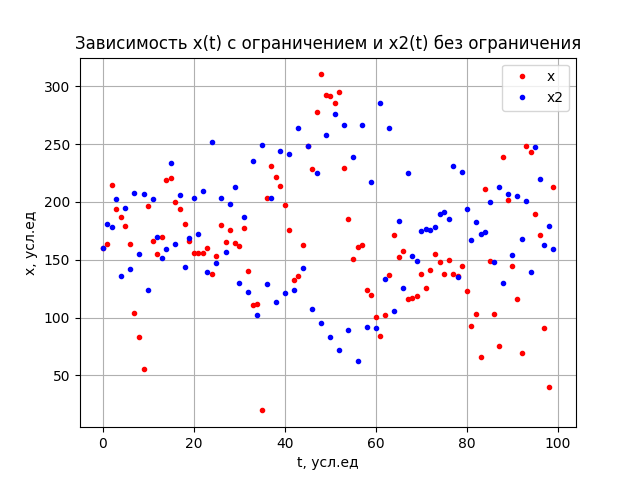 Зависимость x(t) с ограничением и x2(t) без ограничения
x
x2
300
250
200
150
100
50
x, усл.ед
0
20
40
60
80
100
t, усл.ед